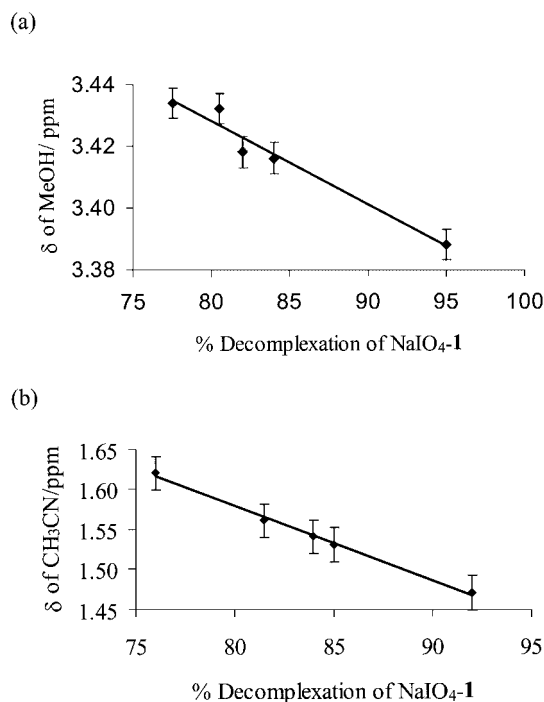 (a)
δ of MeOH/ ppm
3.44
3.42
3.40
3.38
75 80 85 90 95 100
% Decomplexation of NaIO₄-1
(b)
δ of CH₃CN/ppm
1.65
1.60
1.55
1.50
1.45
75 80 85 90 95
% Decomplexation of NaIO₄-1